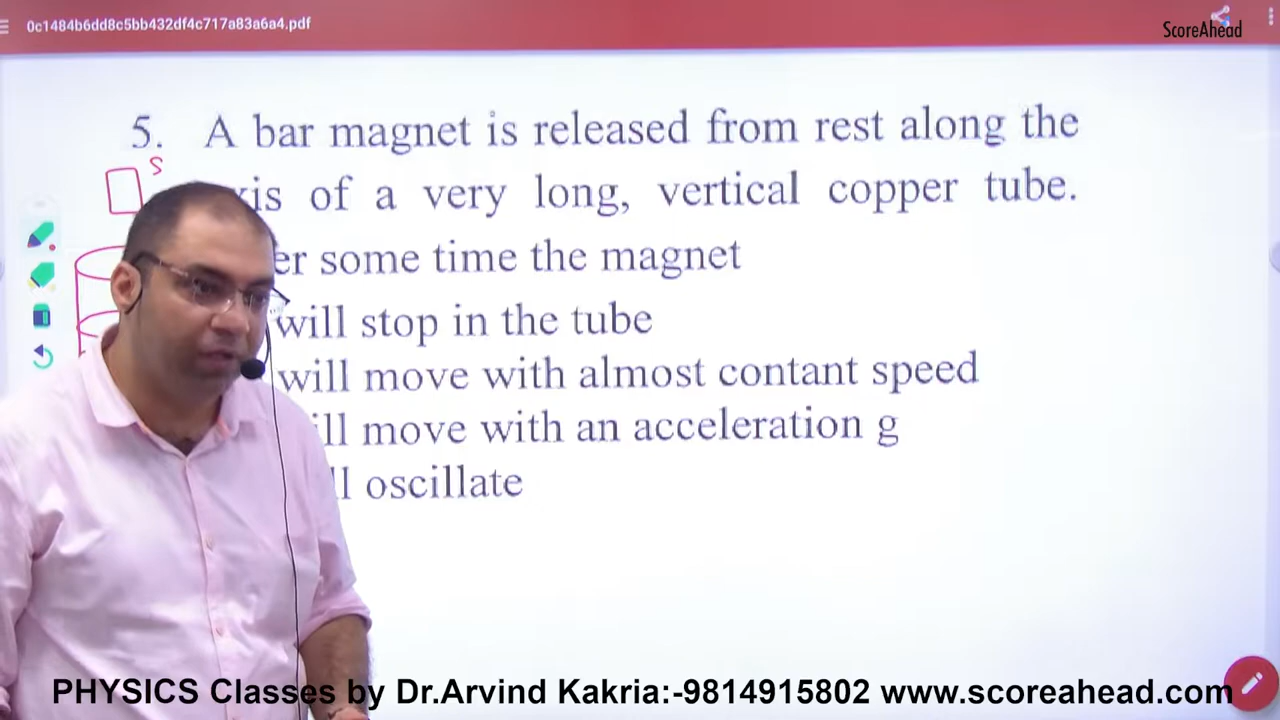 0c1484b6dd8c5bb432df4c717a83a6a4.pdf
ScoreAhead
5. A bar magnet is released from rest along the
S
xis of a very long, vertical copper tube.
er some time the magnet
will stop in the tube
will move with almost contant speed
ill move with an acceleration g
ll oscillate
PHYSICS Classes by Dr.Arvind Kakria:-9814915802 www.scoreahead.com